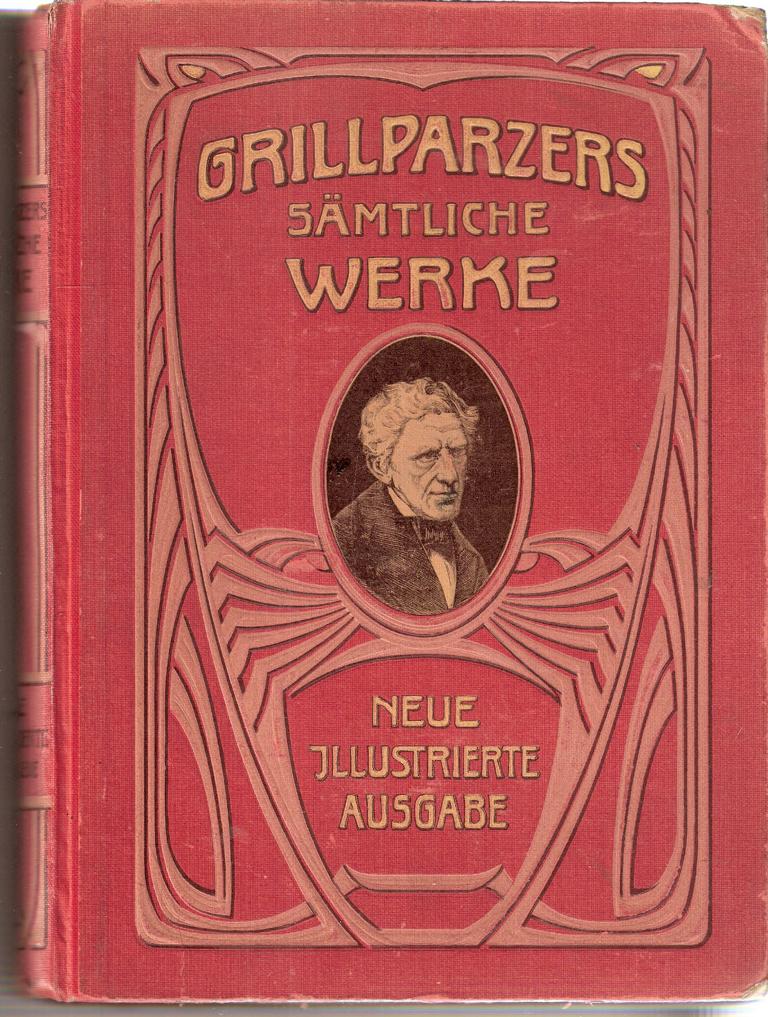 GRILLPARZERS
SÄMTLICHE
WERKE
NEUE
JLLUSTRIERTE
AUSGABE